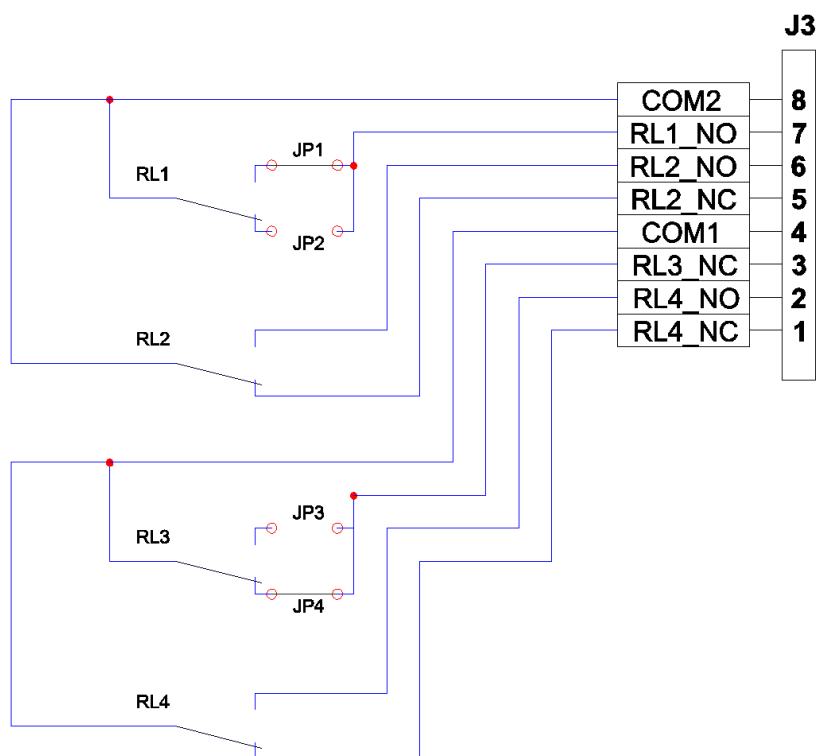 J3
COM2 8
RL1_NO 7
JP1
RL2_NO 6
RL1
RL2_NC 5
COM1 4
JP2
RL3_NC 3
RL4_NO 2
RL2
RL4_NC 1
JP3
RL3
JP4
RL4